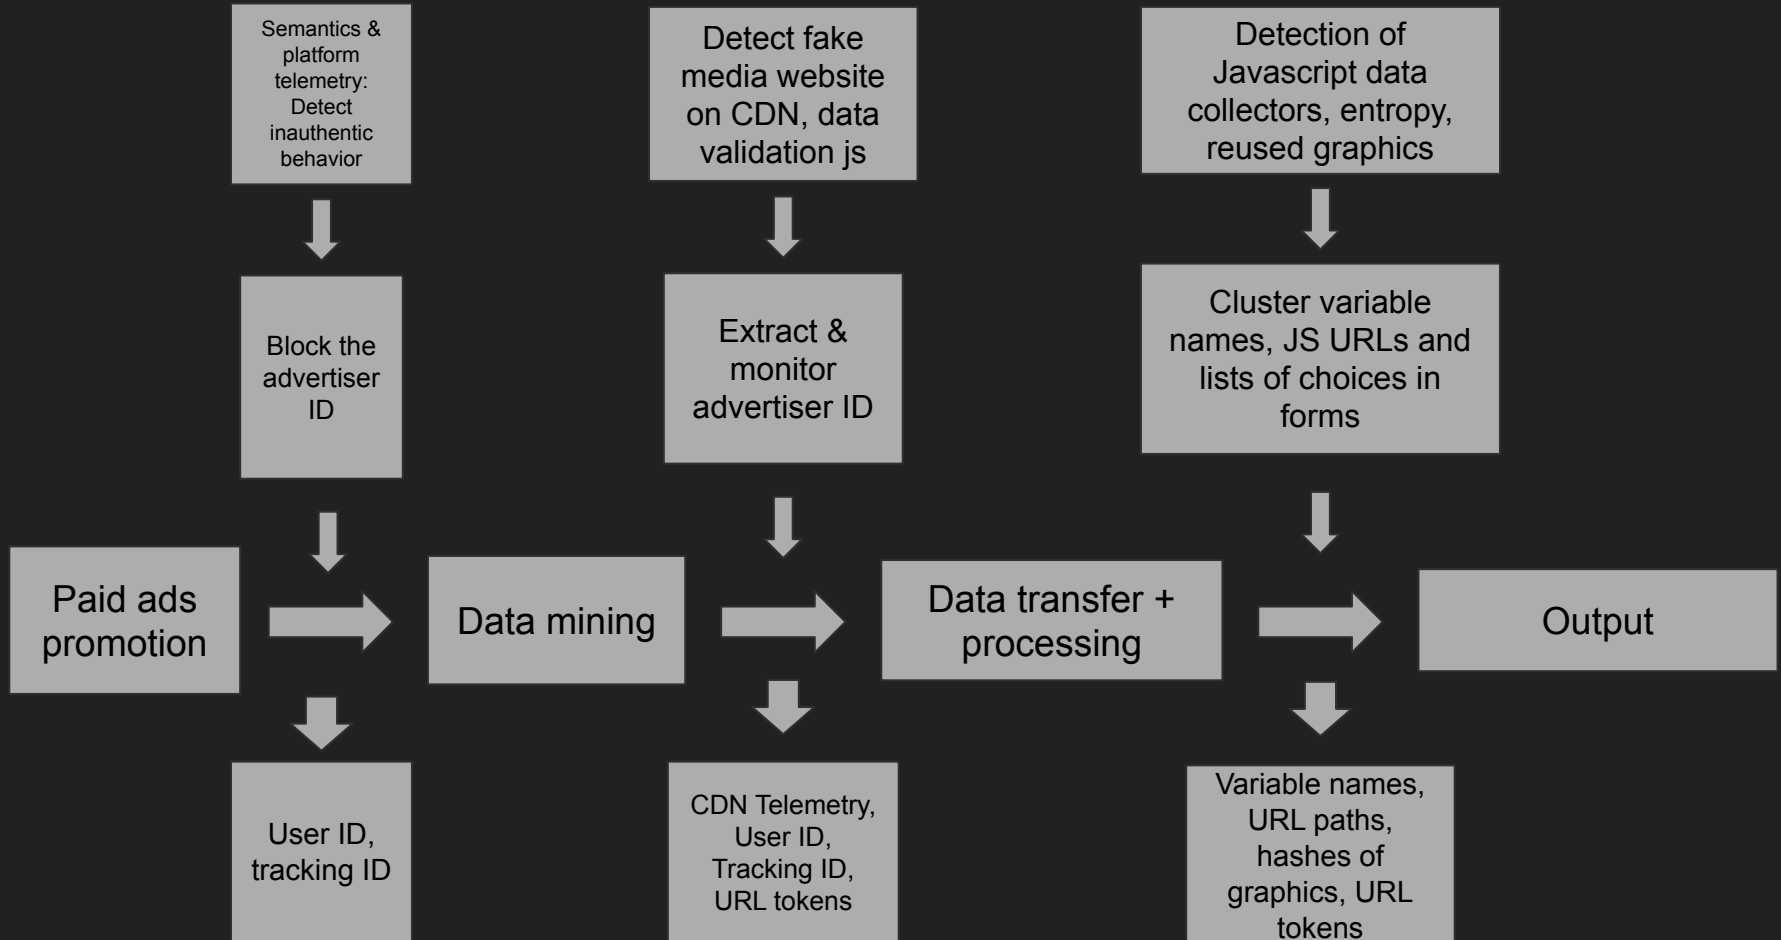 Semantics &
platform
telemetry:
Detect
inauthentic
behavior
Detect fake
media website
on CDN, data
validation js
Detection of
Javascript data
collectors, entropy,
reused graphics
Block the
advertiser
ID
Extract &
monitor
advertiser ID
Cluster variable
names, JS URLs and
lists of choices in
forms
Paid ads
promotion
Data mining
Data transfer +
processing
Output
User ID,
tracking ID
CDN Telemetry,
User ID,
Tracking ID,
URL tokens
Variable names,
URL paths,
hashes of
graphics, URL
tokens